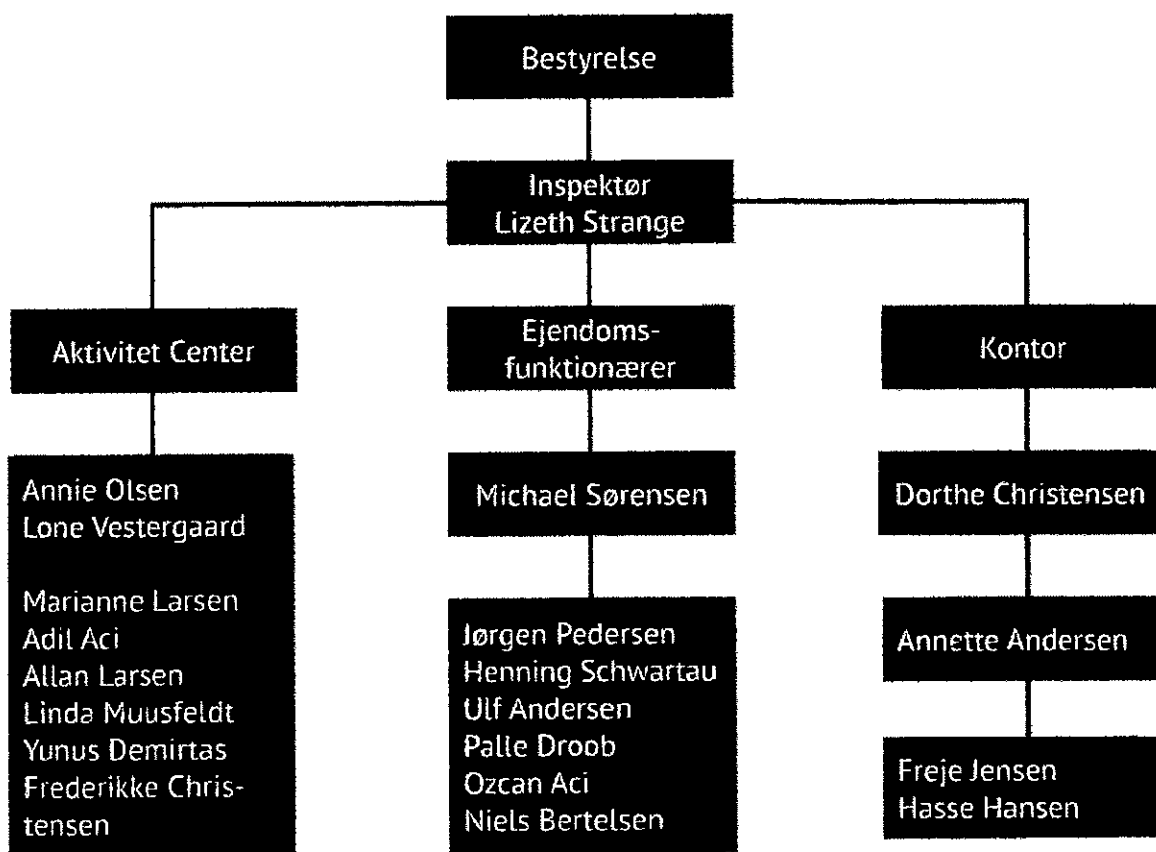 Bestyrelse
Inspektør
Lizeth Strange
Aktivitet Center
Ejendoms-
funktionærer
Kontor
Annie Olsen
Lone Vestergaard
Marianne Larsen
Adil Aci
Allan Larsen
Linda Muusfeldt
Yunus Demirtas
Frederikke Chris-
tensen
Michael Sørensen
Jørgen Pedersen
Henning Schwartau
Ulf Andersen
Palle Droob
Ozcan Aci
Niels Bertelsen
Dorthe Christensen
Annette Andersen
Freje Jensen
Hasse Hansen